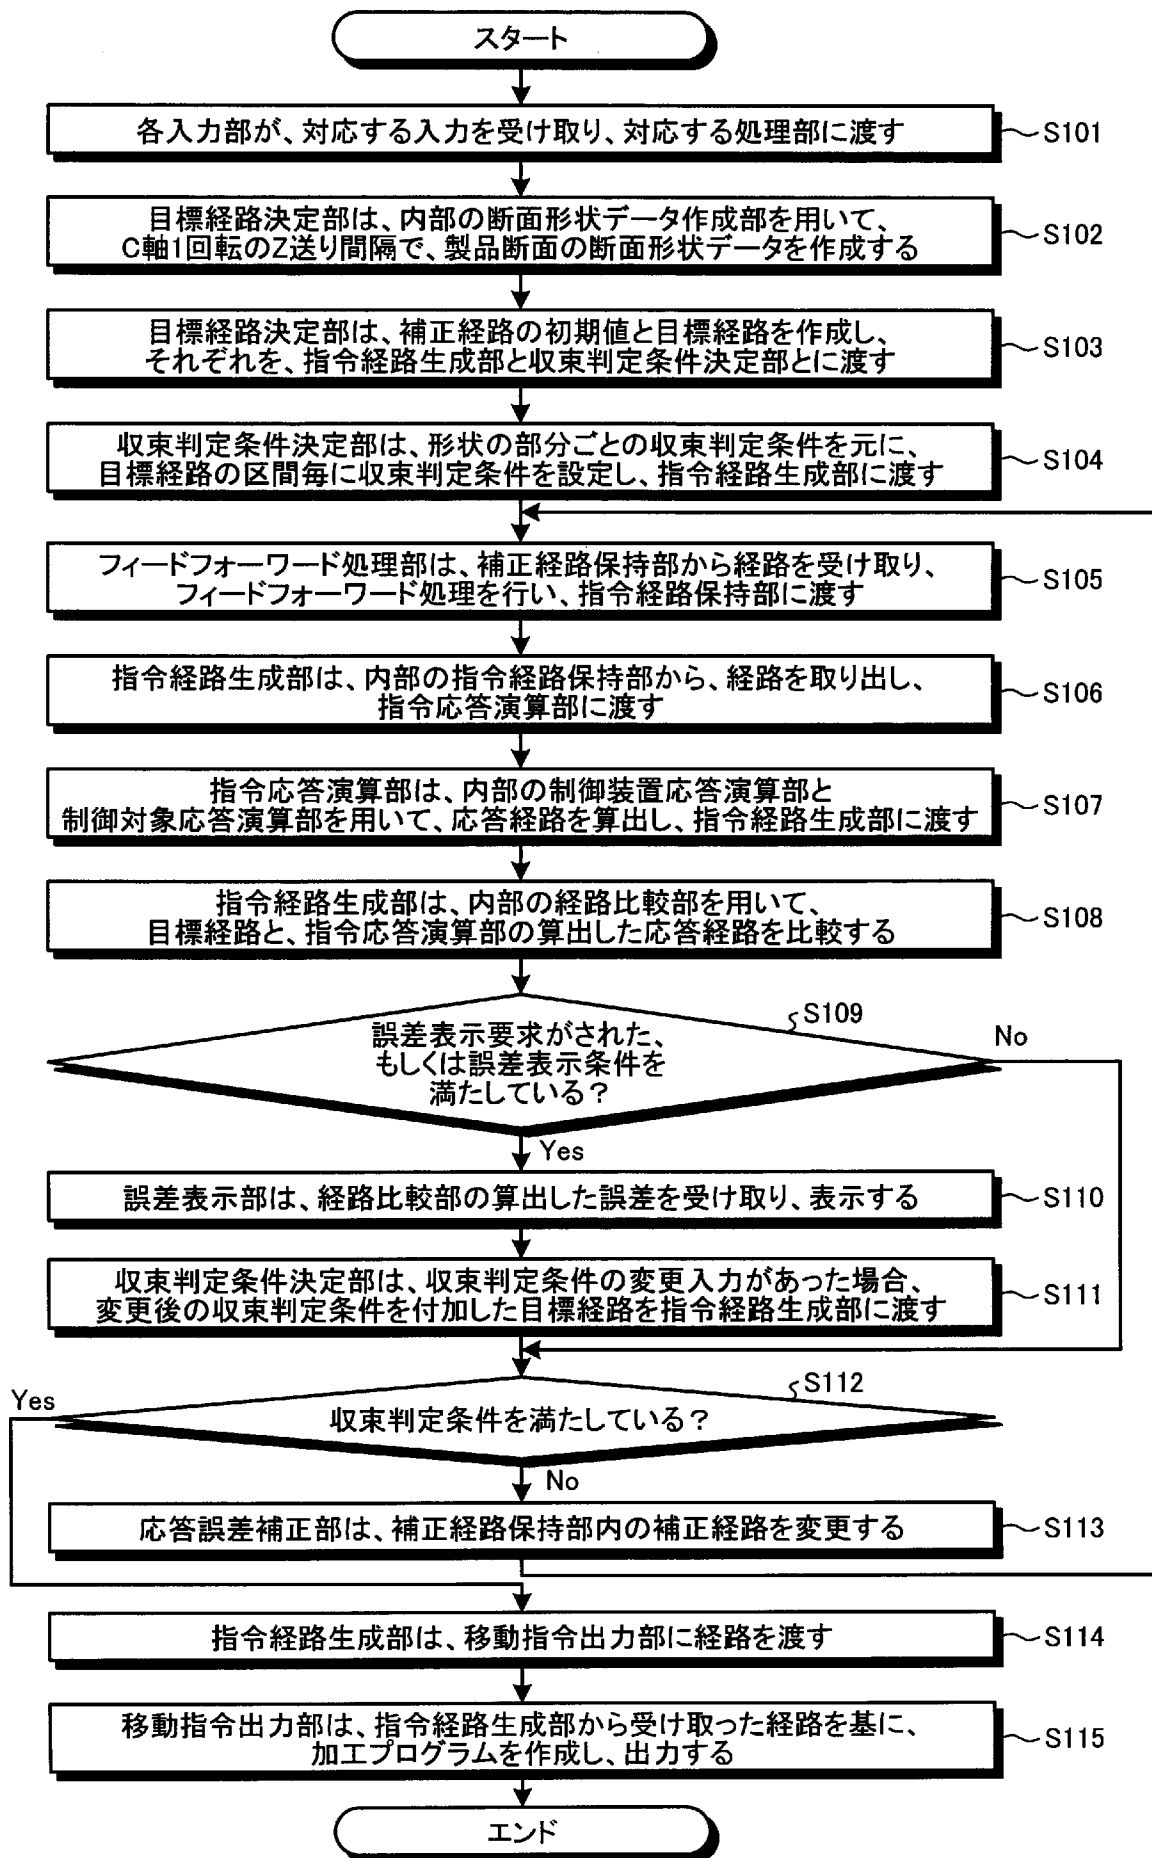 スタート
各入力部が、対応する入力を受け取り、対応する処理部に渡す
S101
目標経路決定部は、内部の断面形状データ作成部を用いて、
C軸1回転のZ送り間隔で、製品断面の断面形状データを作成する
S102
目標経路決定部は、補正経路の初期値と目標経路を作成し、
それぞれを、指令経路生成部と収束判定条件決定部とに渡す
S103
収束判定条件決定部は、形状の部分ごとの収束判定条件を元に、
目標経路の区間毎に収束判定条件を設定し、指令経路生成部に渡す
S104
フィードフォーワード処理部は、補正経路保持部から経路を受け取り、
フィードフォーワード処理を行い、指令経路保持部に渡す
S105
指令経路生成部は、内部の指令経路保持部から、経路を取り出し、
指令応答演算部に渡す
S106
指令応答演算部は、内部の制御装置応答演算部と
制御対象応答演算部を用いて、応答経路を算出し、指令経路生成部に渡す
S107
指令経路生成部は、内部の経路比較部を用いて、
目標経路と、指令応答演算部の算出した応答経路を比較する
S108
S109
誤差表示要求がされた、
もしくは誤差表示条件を
満たしている?
No
Yes
誤差表示部は、経路比較部の算出した誤差を受け取り、表示する
S110
収束判定条件決定部は、収束判定条件の変更入力があった場合、
変更後の収束判定条件を付加した目標経路を指令経路生成部に渡す
S111
S112
Yes
収束判定条件を満たしている?
No
応答誤差補正部は、補正経路保持部内の補正経路を変更する
S113
指令経路生成部は、移動指令出力部に経路を渡す
S114
移動指令出力部は、指令経路生成部から受け取った経路を基に、
加工プログラムを作成し、出力する
S115
エンド